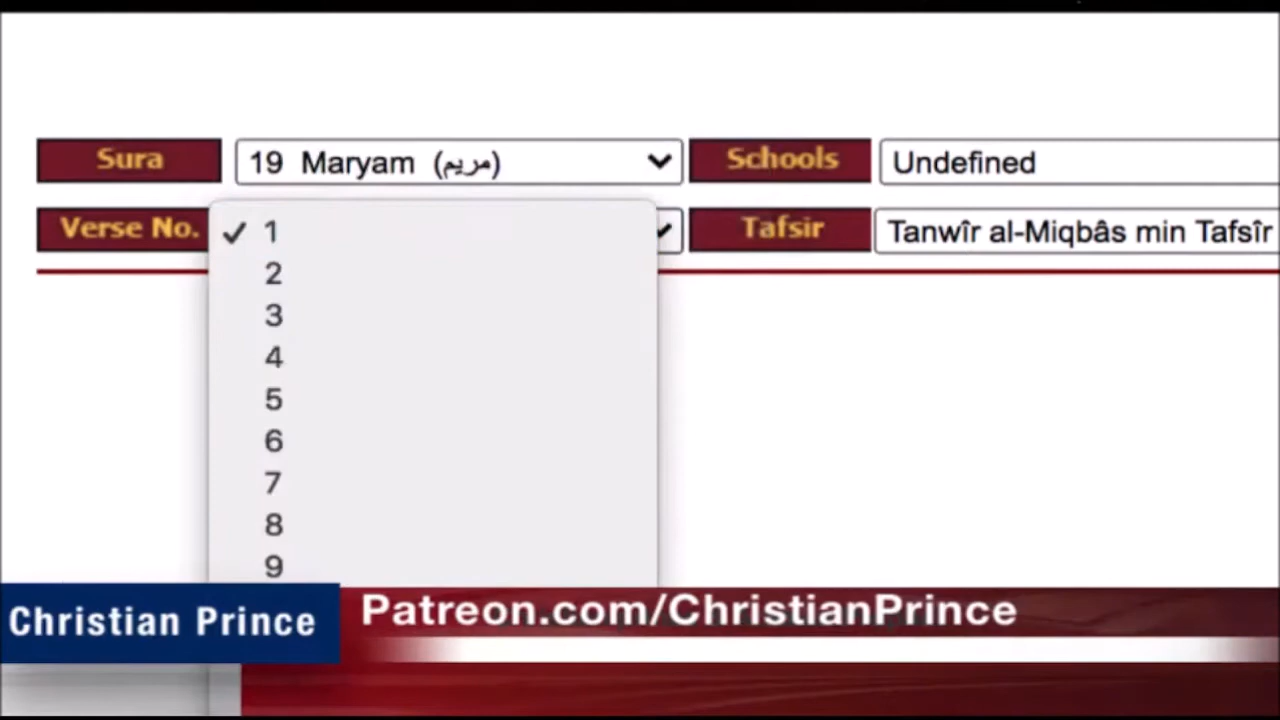 Sura 19 Maryam (مريم) Schools Undefined
Verse No. 1 Tafsir Tanwîr al-Miqbâs min Tafsîr
2
3
4
5
6
7
8
9
Christian Prince Patreon.com/ChristianPrince